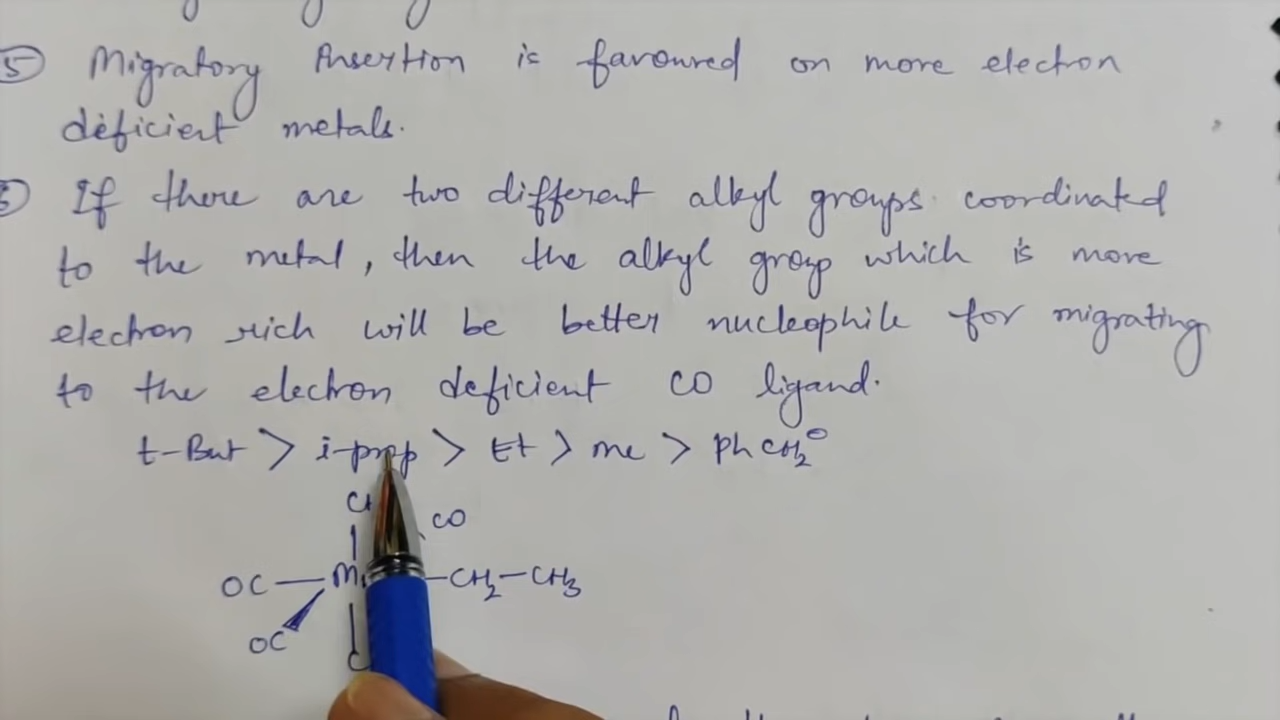 ⑤ Migratory Insertion is favoured on more electron
deficient metals.
If there are two different alkyl groups coordinated
to the metal, then the alkyl group which is more
electron rich will be better nucleophile for migrating
to the electron deficient CO ligand.
t-But > i-prop > Et > me > PhCH₂⊖
CO
OC M CH₂-CH₃
OC